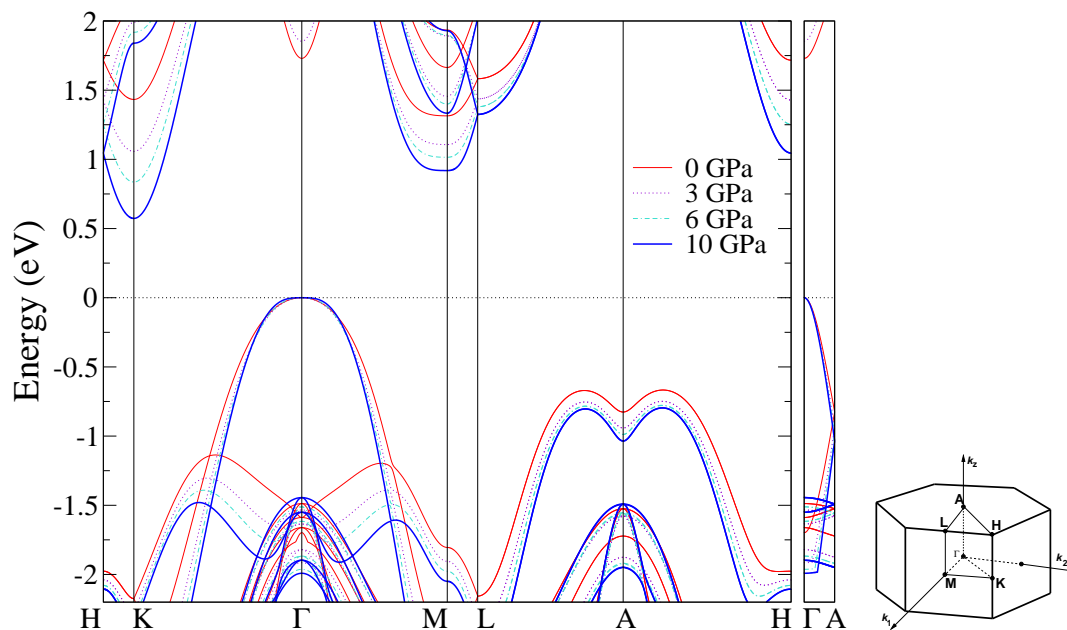 Energy (eV)
2
1.5
1
0.5
0
-0.5
-1
-1.5
-2
0 GPa
3 GPa
6 GPa
10 GPa
H K Γ M L A H Γ A
k_z
A
L H
Γ
k_2
M K
k_1